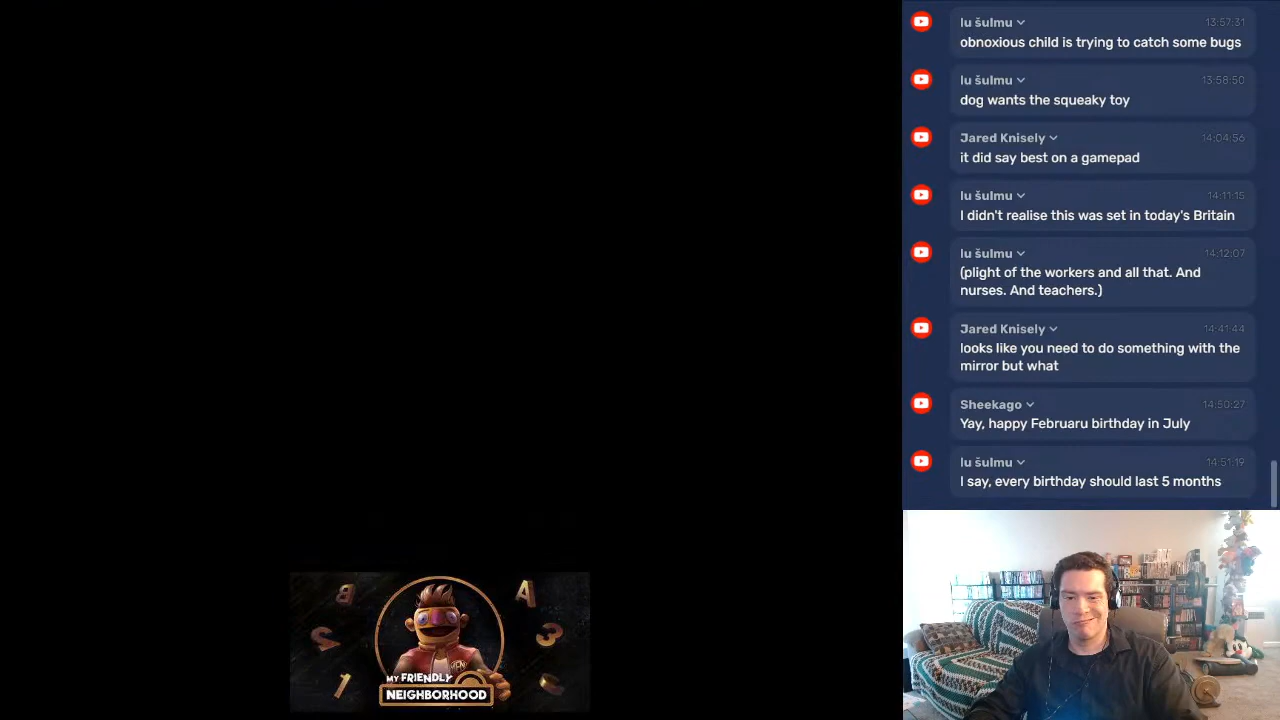 lu šulmu 13:57:31
obnoxious child is trying to catch some bugs
lu šulmu 13:58:50
dog wants the squeaky toy
Jared Knisely 14:04:56
it did say best on a gamepad
lu šulmu 14:11:15
I didn't realise this was set in today's Britain
lu šulmu 14:12:07
(plight of the workers and all that. And
nurses. And teachers.)
Jared Knisely 14:41:44
looks like you need to do something with the
mirror but what
Sheekago 14:50:27
Yay, happy Februaru birthday in July
lu šulmu 14:51:19
I say, every birthday should last 5 months
B A
2 3
1
MY FRIENDLY
NEIGHBORHOOD